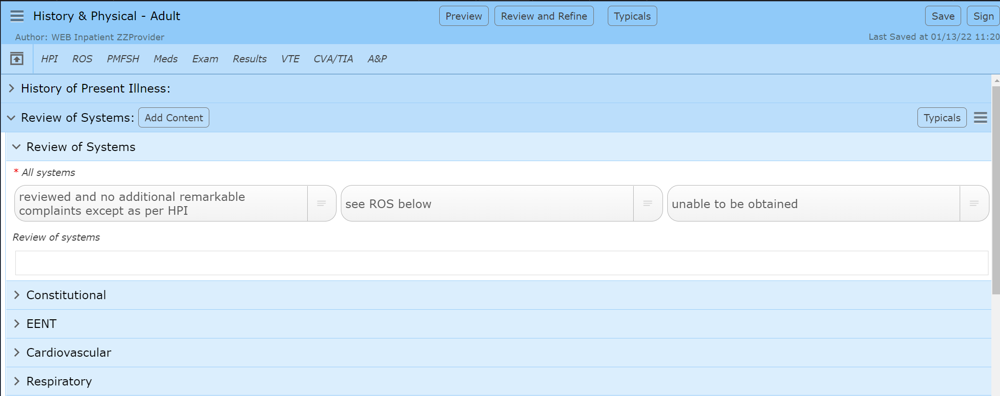 History & Physical - Adult
Preview
Review and Refine
Typicals
Save
Sign
Author: WEB Inpatient ZZProvider
Last Saved at 01/13/22 11:20
HPI
ROS
PMFSH
Meds
Exam
Results
VTE
CVA/TIA
A&P
History of Present Illness:
Review of Systems:
Add Content
Typicals
Review of Systems
* All systems
reviewed and no additional remarkable
complaints except as per HPI
see ROS below
unable to be obtained
Review of systems
Constitutional
EENT
Cardiovascular
Respiratory